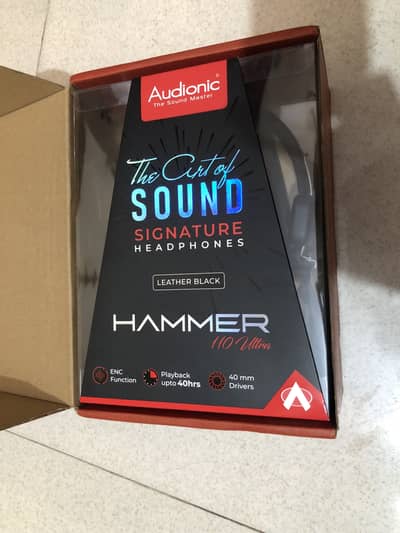 Audionic®
The Sound Master
The Art of
SOUND
SIGNATURE
HEADPHONES
LEATHER BLACK
HAMMER
110 Ultra
ENC
Function
Playback
upto 40hrs
40 mm
Drivers